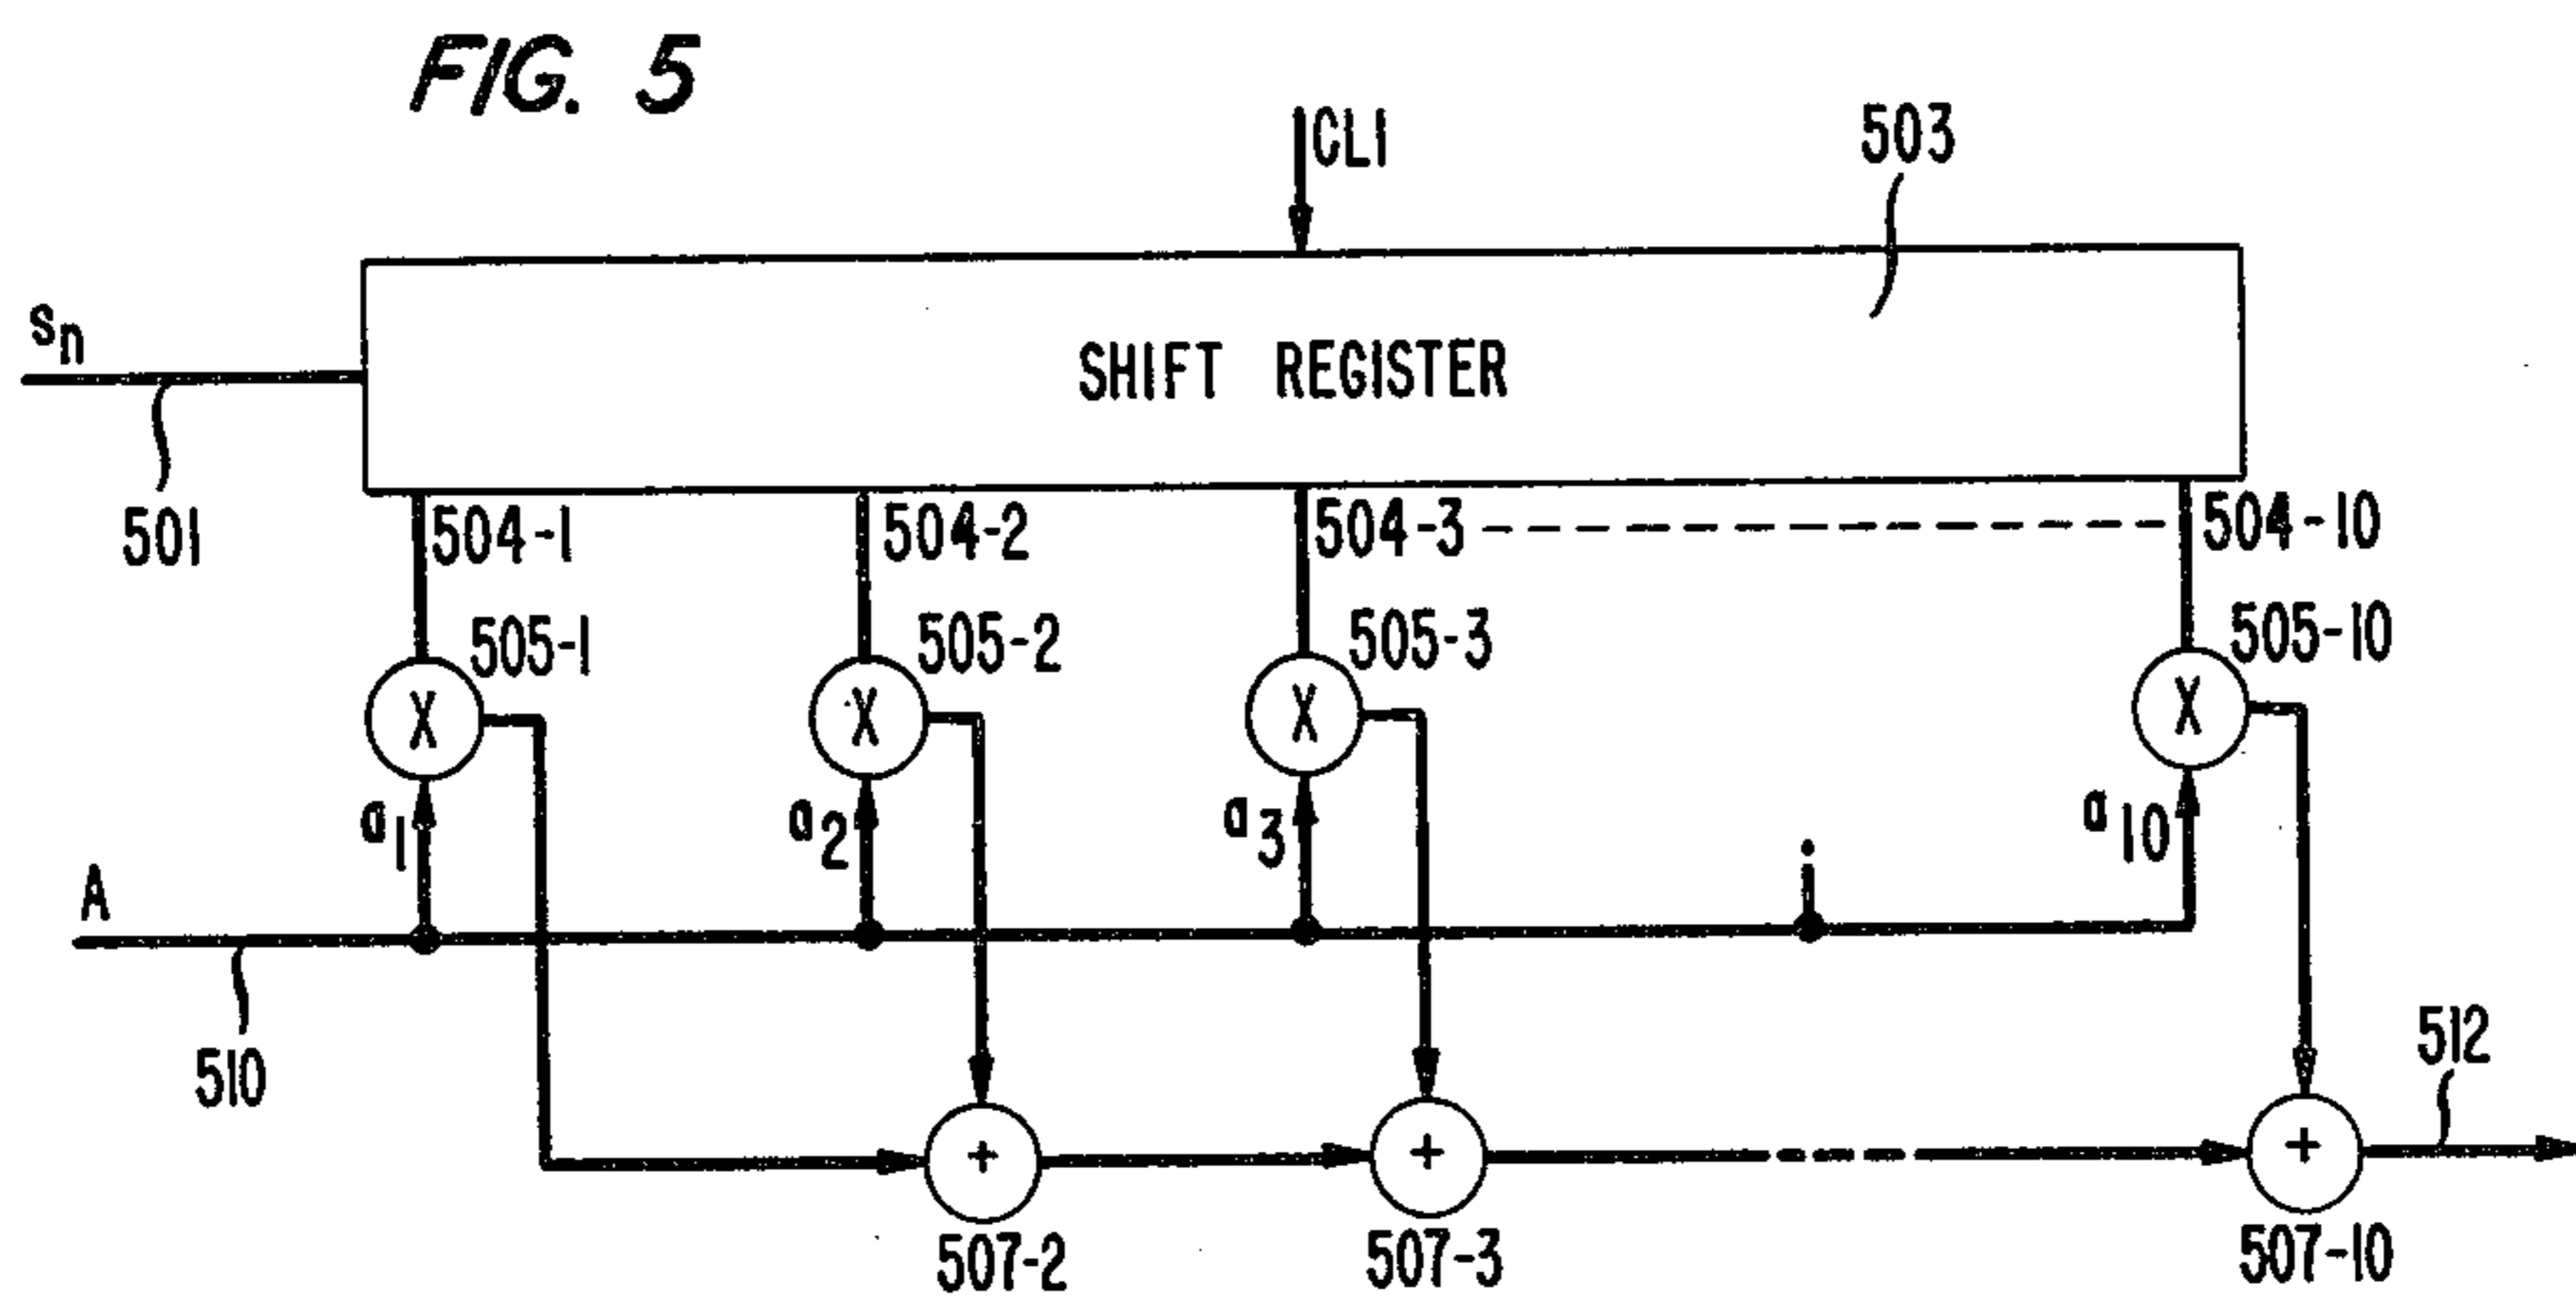 FIG. 5
CL1
503
sn
SHIFT REGISTER
501
504-1
504-2
504-3
504-10
505-1
505-2
505-3
505-10
X
X
X
X
a1
a2
a3
i
a10
A
510
512
+
+
+
507-2
507-3
507-10